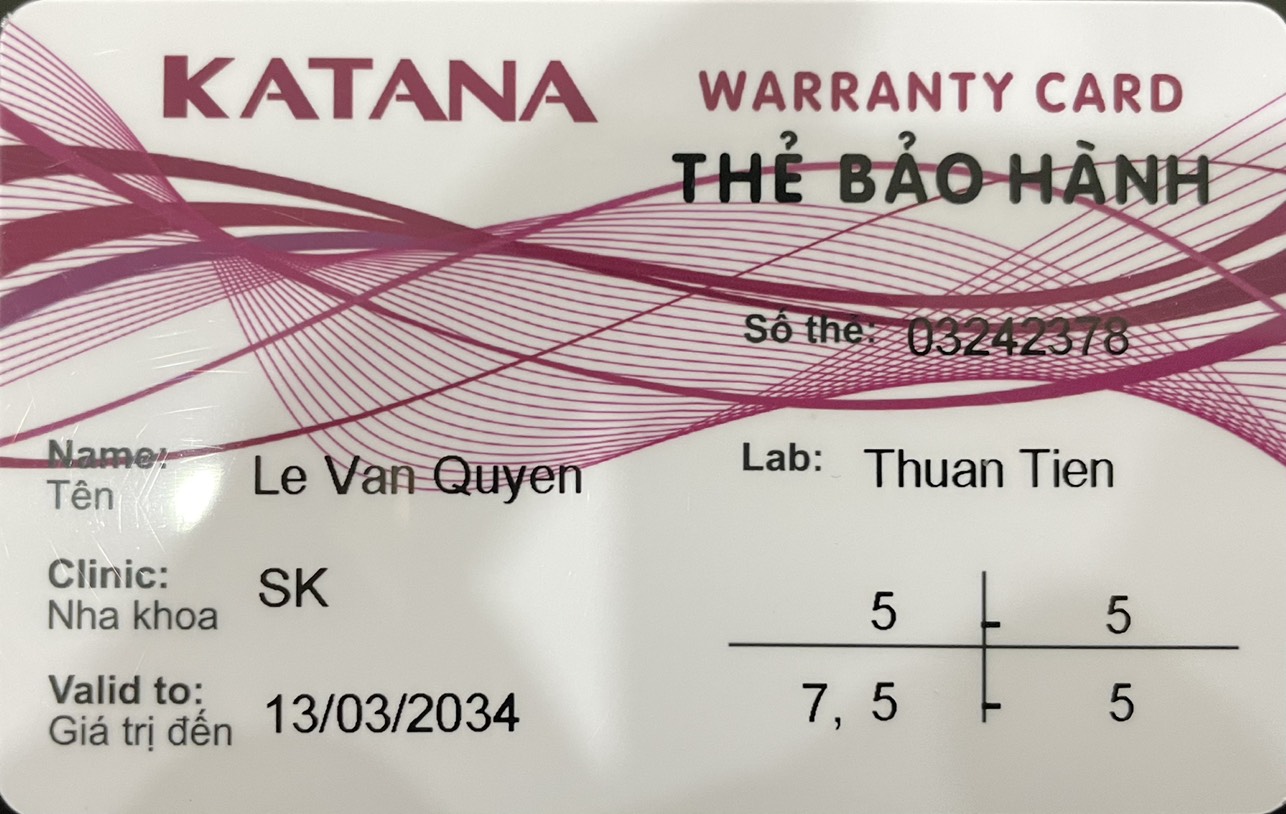 KATANA
WARRANTY CARD
THẺ BẢO HÀNH
Số thẻ: 03242378
Name: Le Van Quyen
Tên
Lab: Thuan Tien
Clinic: SK
Nha khoa
Valid to: 13/03/2034
Giá trị đến
5 - 5
7, 5 - 5